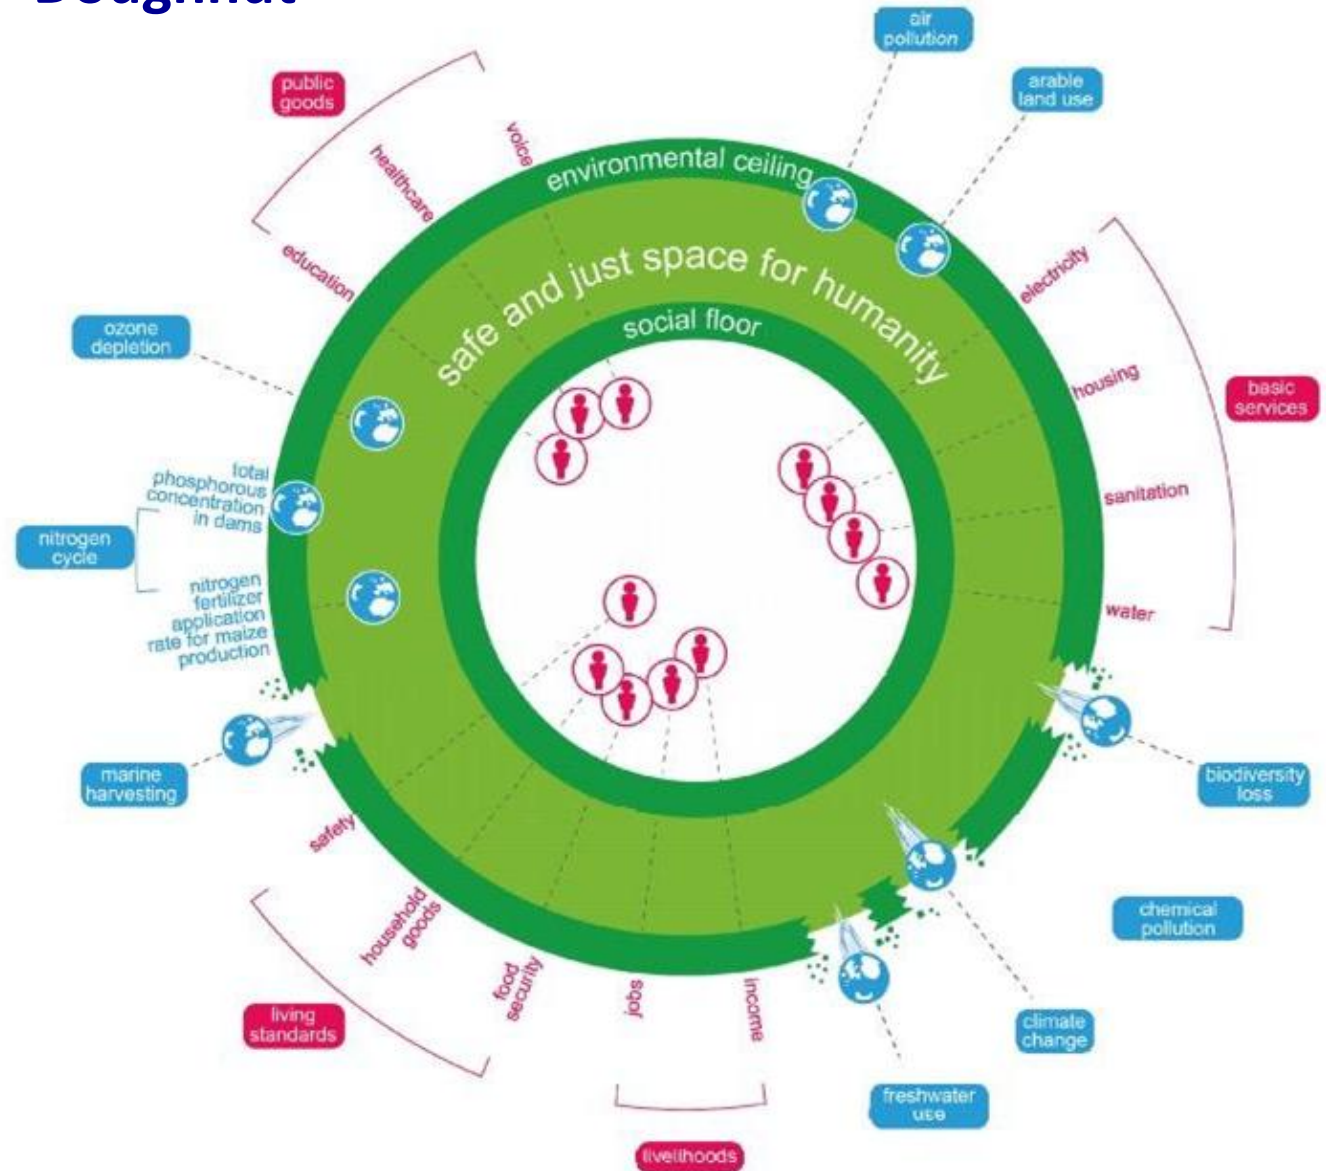 Doughnut
air
pollution
arable
land use
public
goods
voice
healthcare
education
environmental ceiling
safe and just space for humanity
social floor
electricity
housing
sanitation
water
basic
services
ozone
depletion
total
phosphorous
concentration
in dams
nitrogen
cycle
nitrogen
fertilizer
application
rate for maize
production
marine
harvesting
biodiversity
loss
safety
household
goods
food
security
jobs
income
living
standards
livelihoods
chemical
pollution
climate
change
freshwater
use